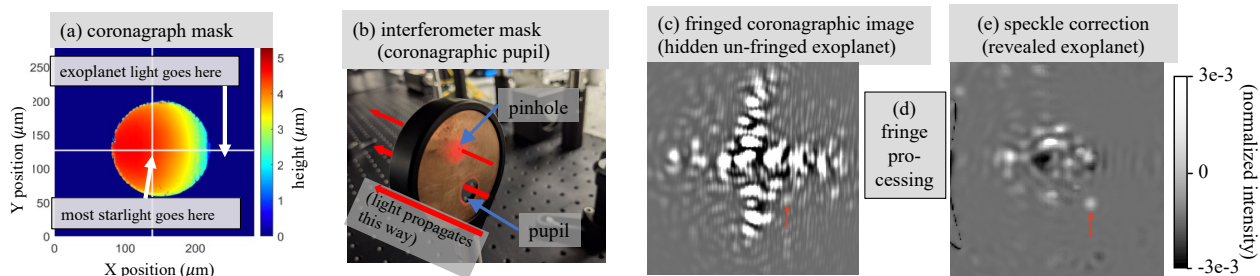 (a) coronagraph mask
250
200
150
100
50
0
Y position (μm)
exoplanet light goes here
most starlight goes here
0
100
200
X position (μm)
5
4
3
2
1
0
height (μm)
(b) interferometer mask
(coronagraphic pupil)
pinhole
(light propagates
this way)
pupil
(c) fringed coronagraphic image
(hidden un-fringed exoplanet)
(d)
fringe
pro-
cessing
(e) speckle correction
(revealed exoplanet)
3e-3
0
-3e-3
(normalized intensity)